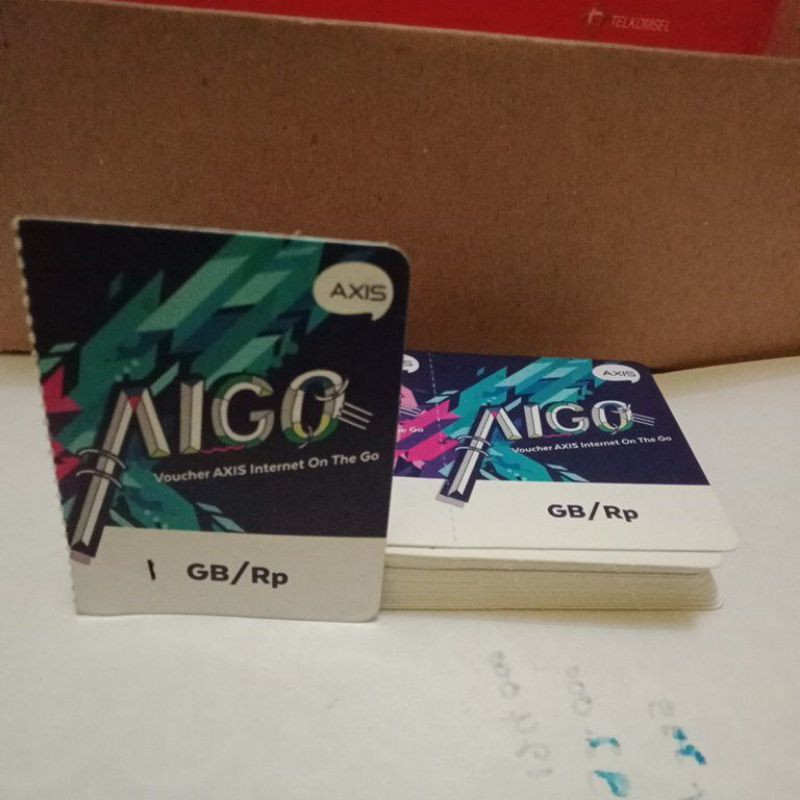 TELKOMSEL
AXIS
AIGO
Voucher AXIS Internet On The Go
1 GB/Rp
AXIS
AIGO
Voucher AXIS Internet On The Go
GB/Rp